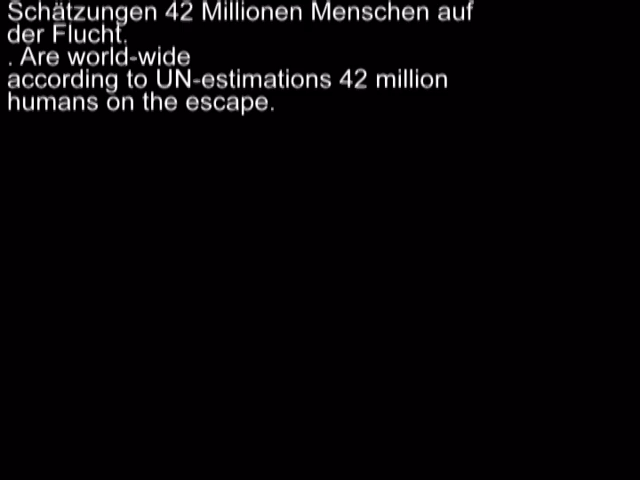 Schätzungen 42 Millionen Menschen auf
der Flucht.
. Are world-wide
according to UN-estimations 42 million
humans on the escape.